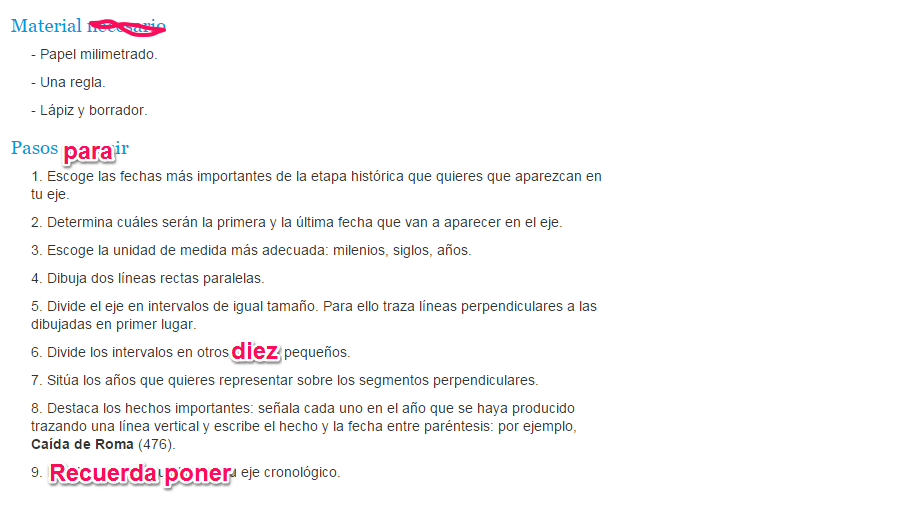 Material necesario
- Papel milimetrado.
- Una regla.
- Lápiz y borrador.
Pasos para ir
1. Escoge las fechas más importantes de la etapa histórica que quieres que aparezcan en
tu eje.
2. Determina cuáles serán la primera y la última fecha que van a aparecer en el eje.
3. Escoge la unidad de medida más adecuada: milenios, siglos, años.
4. Dibuja dos líneas rectas paralelas.
5. Divide el eje en intervalos de igual tamaño. Para ello traza líneas perpendiculares a las
dibujadas en primer lugar.
6. Divide los intervalos en otros diez pequeños.
7. Sitúa los años que quieres representar sobre los segmentos perpendiculares.
8. Destaca los hechos importantes: señala cada uno en el año que se haya producido
trazando una línea vertical y escribe el hecho y la fecha entre paréntesis: por ejemplo,
Caída de Roma (476).
9. Recuerda poner eje cronológico.